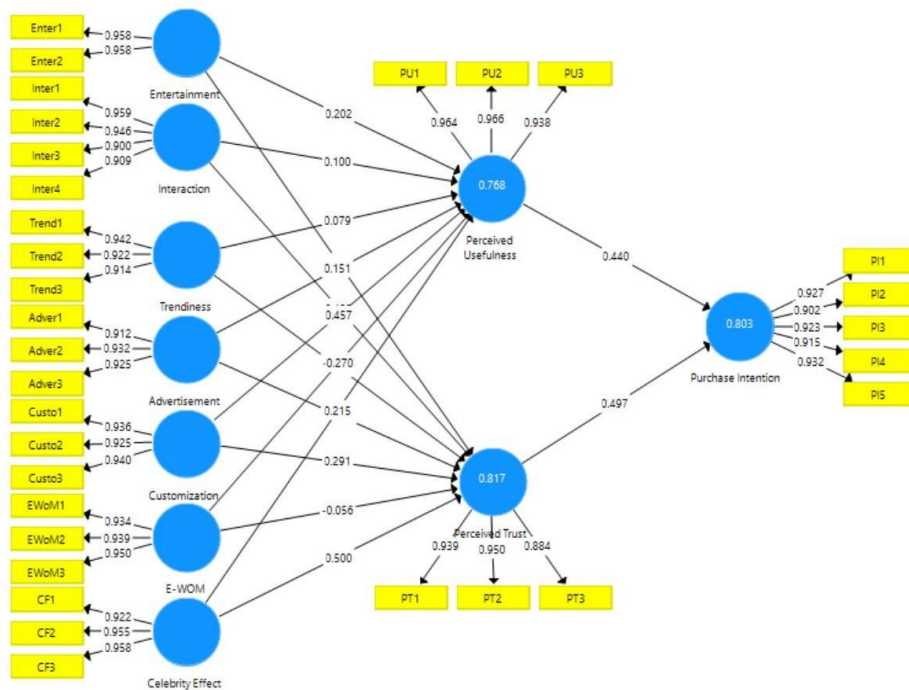 Enter1
0.958
Enter2
0.958
Entertainment
Inter1
0.959
Inter2
0.946
Inter3
0.900
Inter4
0.909
Interaction
Trend1
0.942
Trend2
0.922
Trend3
0.914
Trendiness
Adver1
0.912
Adver2
0.932
Adver3
0.925
Advertisement
Custo1
0.936
Custo2
0.925
Custo3
0.940
Customization
EWoM1
0.934
EWoM2
0.939
EWoM3
0.950
E-WOM
CF1
0.922
CF2
0.955
CF3
0.958
Celebrity Effect
0.202
0.100
0.079
0.151
0.457
-0.270
0.215
0.291
-0.056
0.500
PU1
PU2
PU3
0.964
0.966
0.938
0.768
Perceived
Usefulness
0.440
0.817
Perceived Trust
0.939
0.950
0.884
PT1
PT2
PT3
0.497
0.803
Purchase Intention
PI1
0.927
PI2
0.902
PI3
0.923
PI4
0.915
PI5
0.932